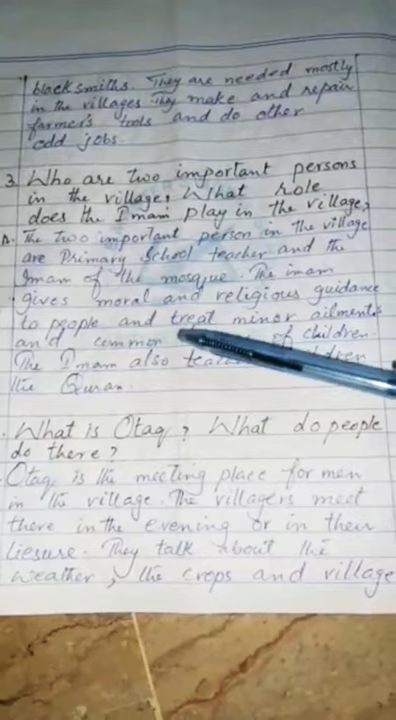 blacksmiths. They are needed mostly
in the villages They make and repair
farmer's tools and do other
odd jobs.
3. Who are two important persons
in the village, What role
does the Imam play in the village,
A. The two important person in the village
are Primary School teacher and the
Imam of the mosque. The imam
gives moral and religious guidance
to people and treat minor ailments
and common of children.
The Imam also
the Quran.
. What is Otaq? What do people
do there?
Otaq is the meeting place for men
in the village. The villagers meet
there in the evening or in their
liesure. They talk about the
weather, the crops and village